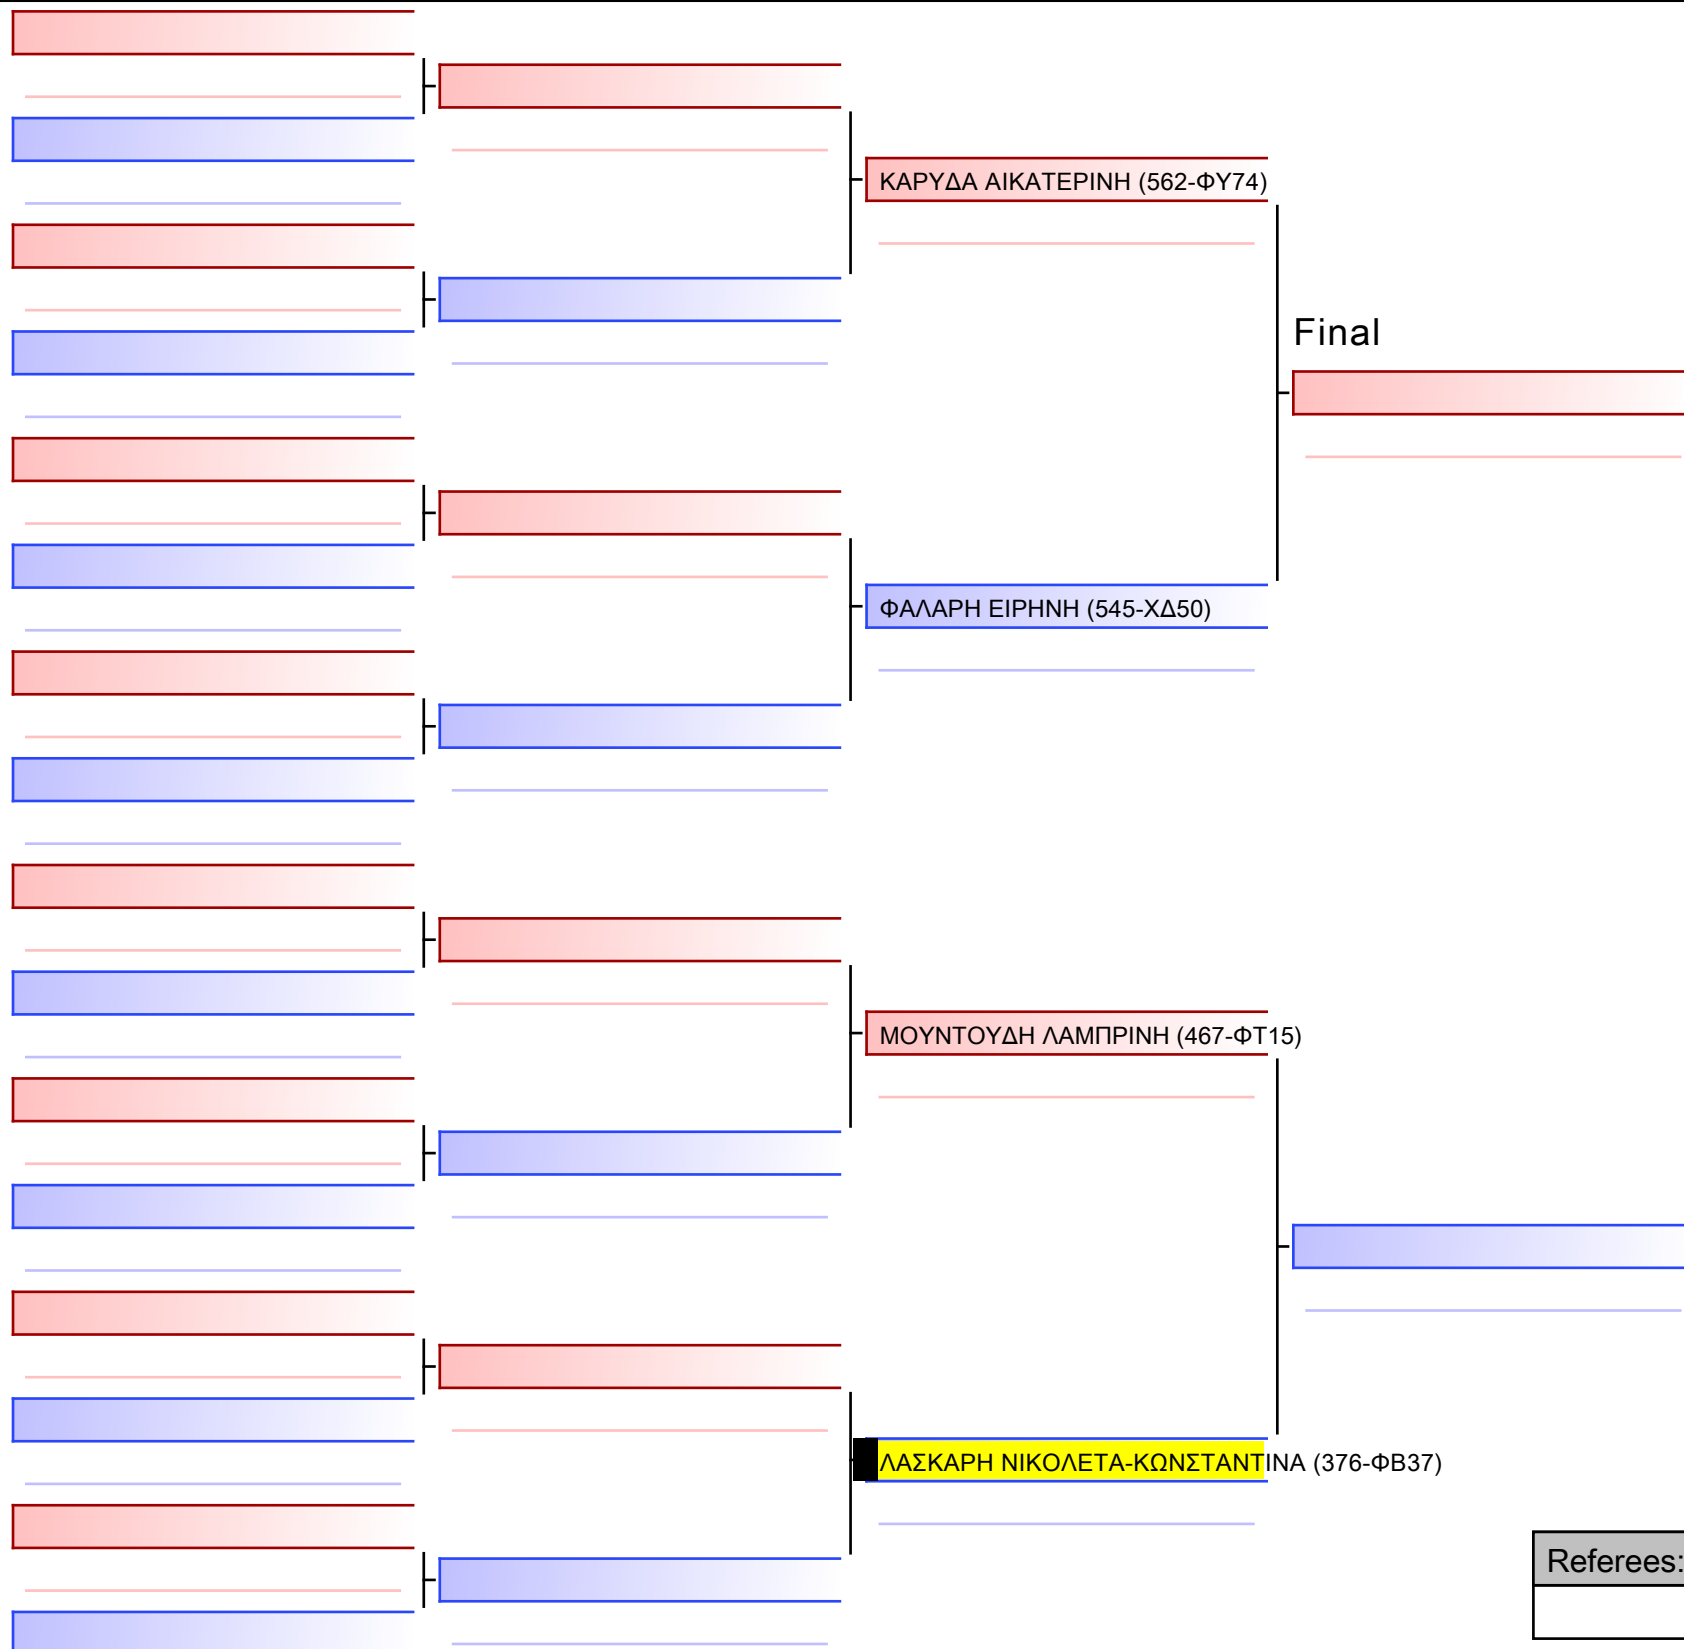 ΚΑΡΥΔΑ ΑΙΚΑΤΕΡΙΝΗ (562-ΦΥ74)
Final
ΦΑΛΑΡΗ ΕΙΡΗΝΗ (545-ΧΔ50)
ΜΟΥΝΤΟΥΔΗ ΛΑΜΠΡΙΝΗ (467-ΦΤ15)
ΛΑΣΚΑΡΗ ΝΙΚΟΛΕΤΑ-ΚΩΝΣΤΑΝΤΙΝΑ (376-ΦΒ37)
Referees: